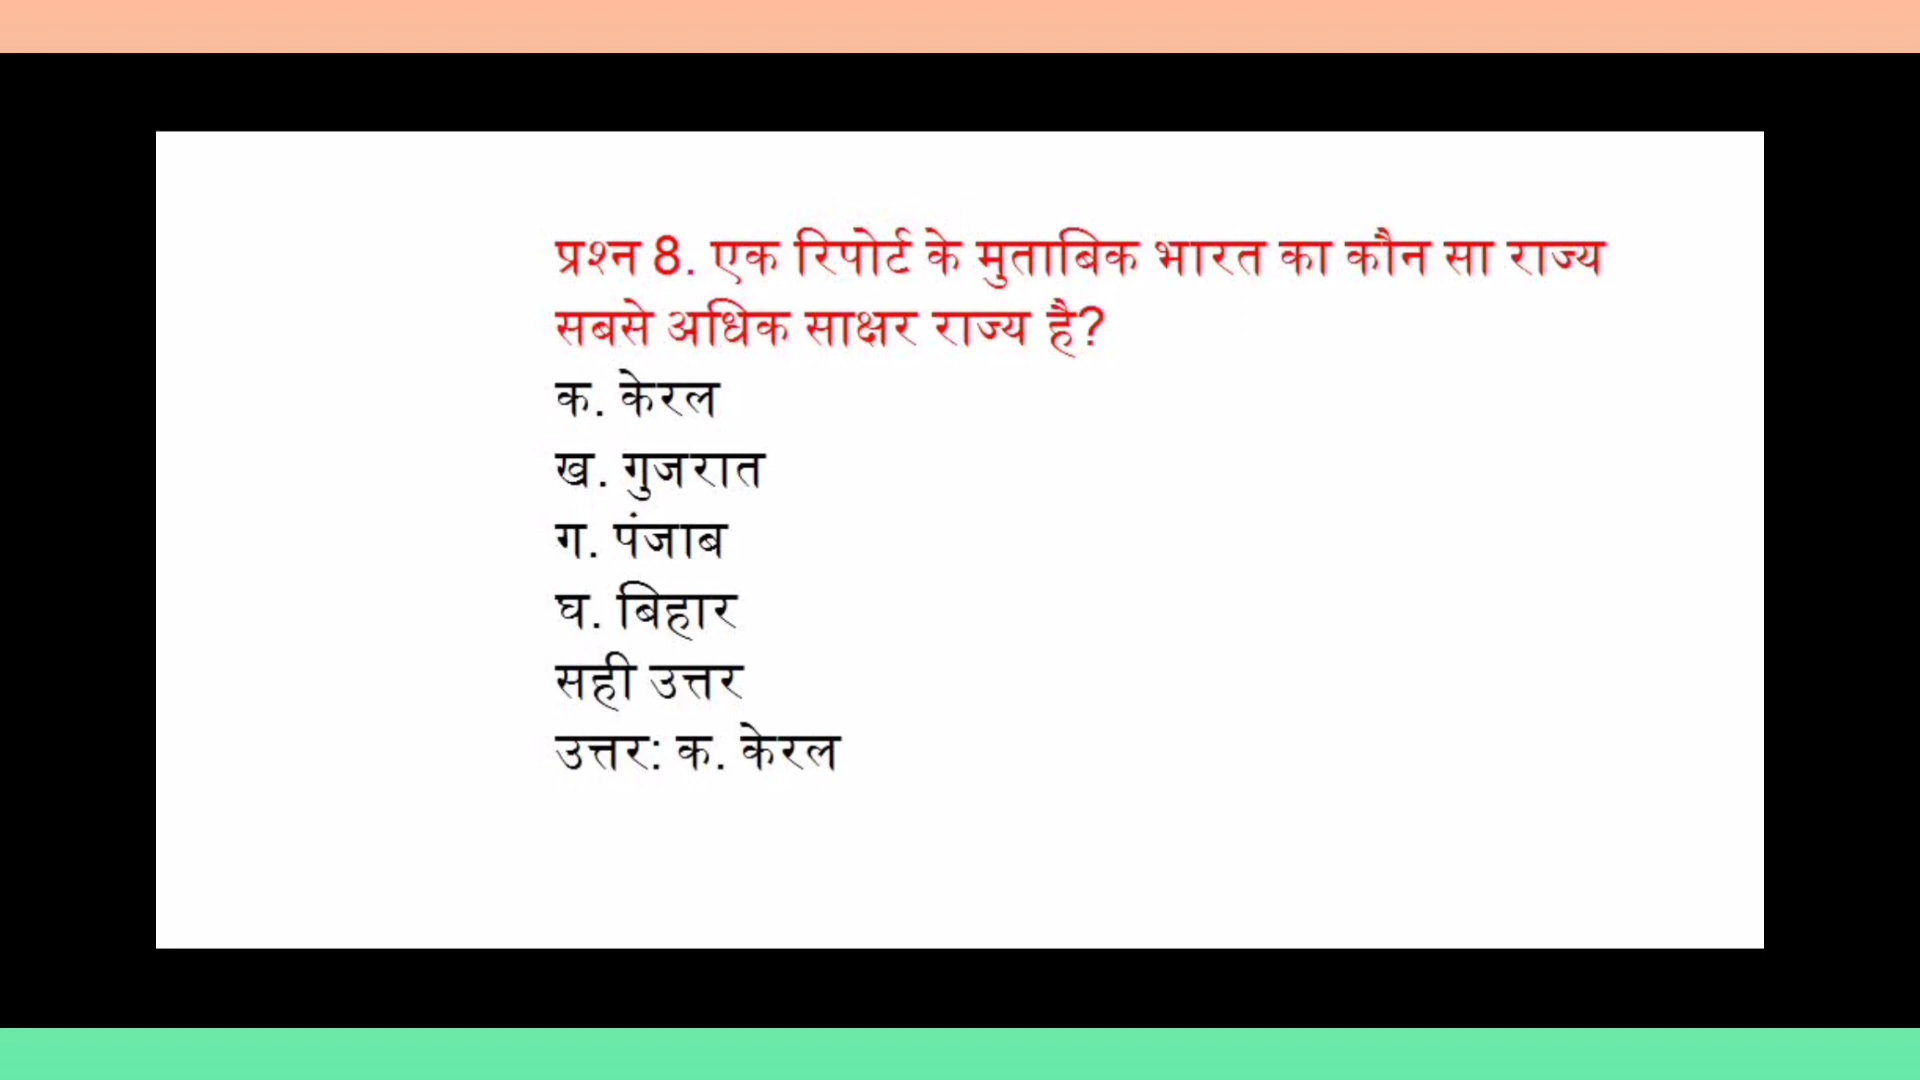 प्रश्न 8. एक रिपोर्ट के मुताबिक भारत का कौन सा राज्य
सबसे अधिक साक्षर राज्य है?
क. केरल
ख. गुजरात
ग. पंजाब
घ. बिहार
सही उत्तर
उत्तर: क. केरल